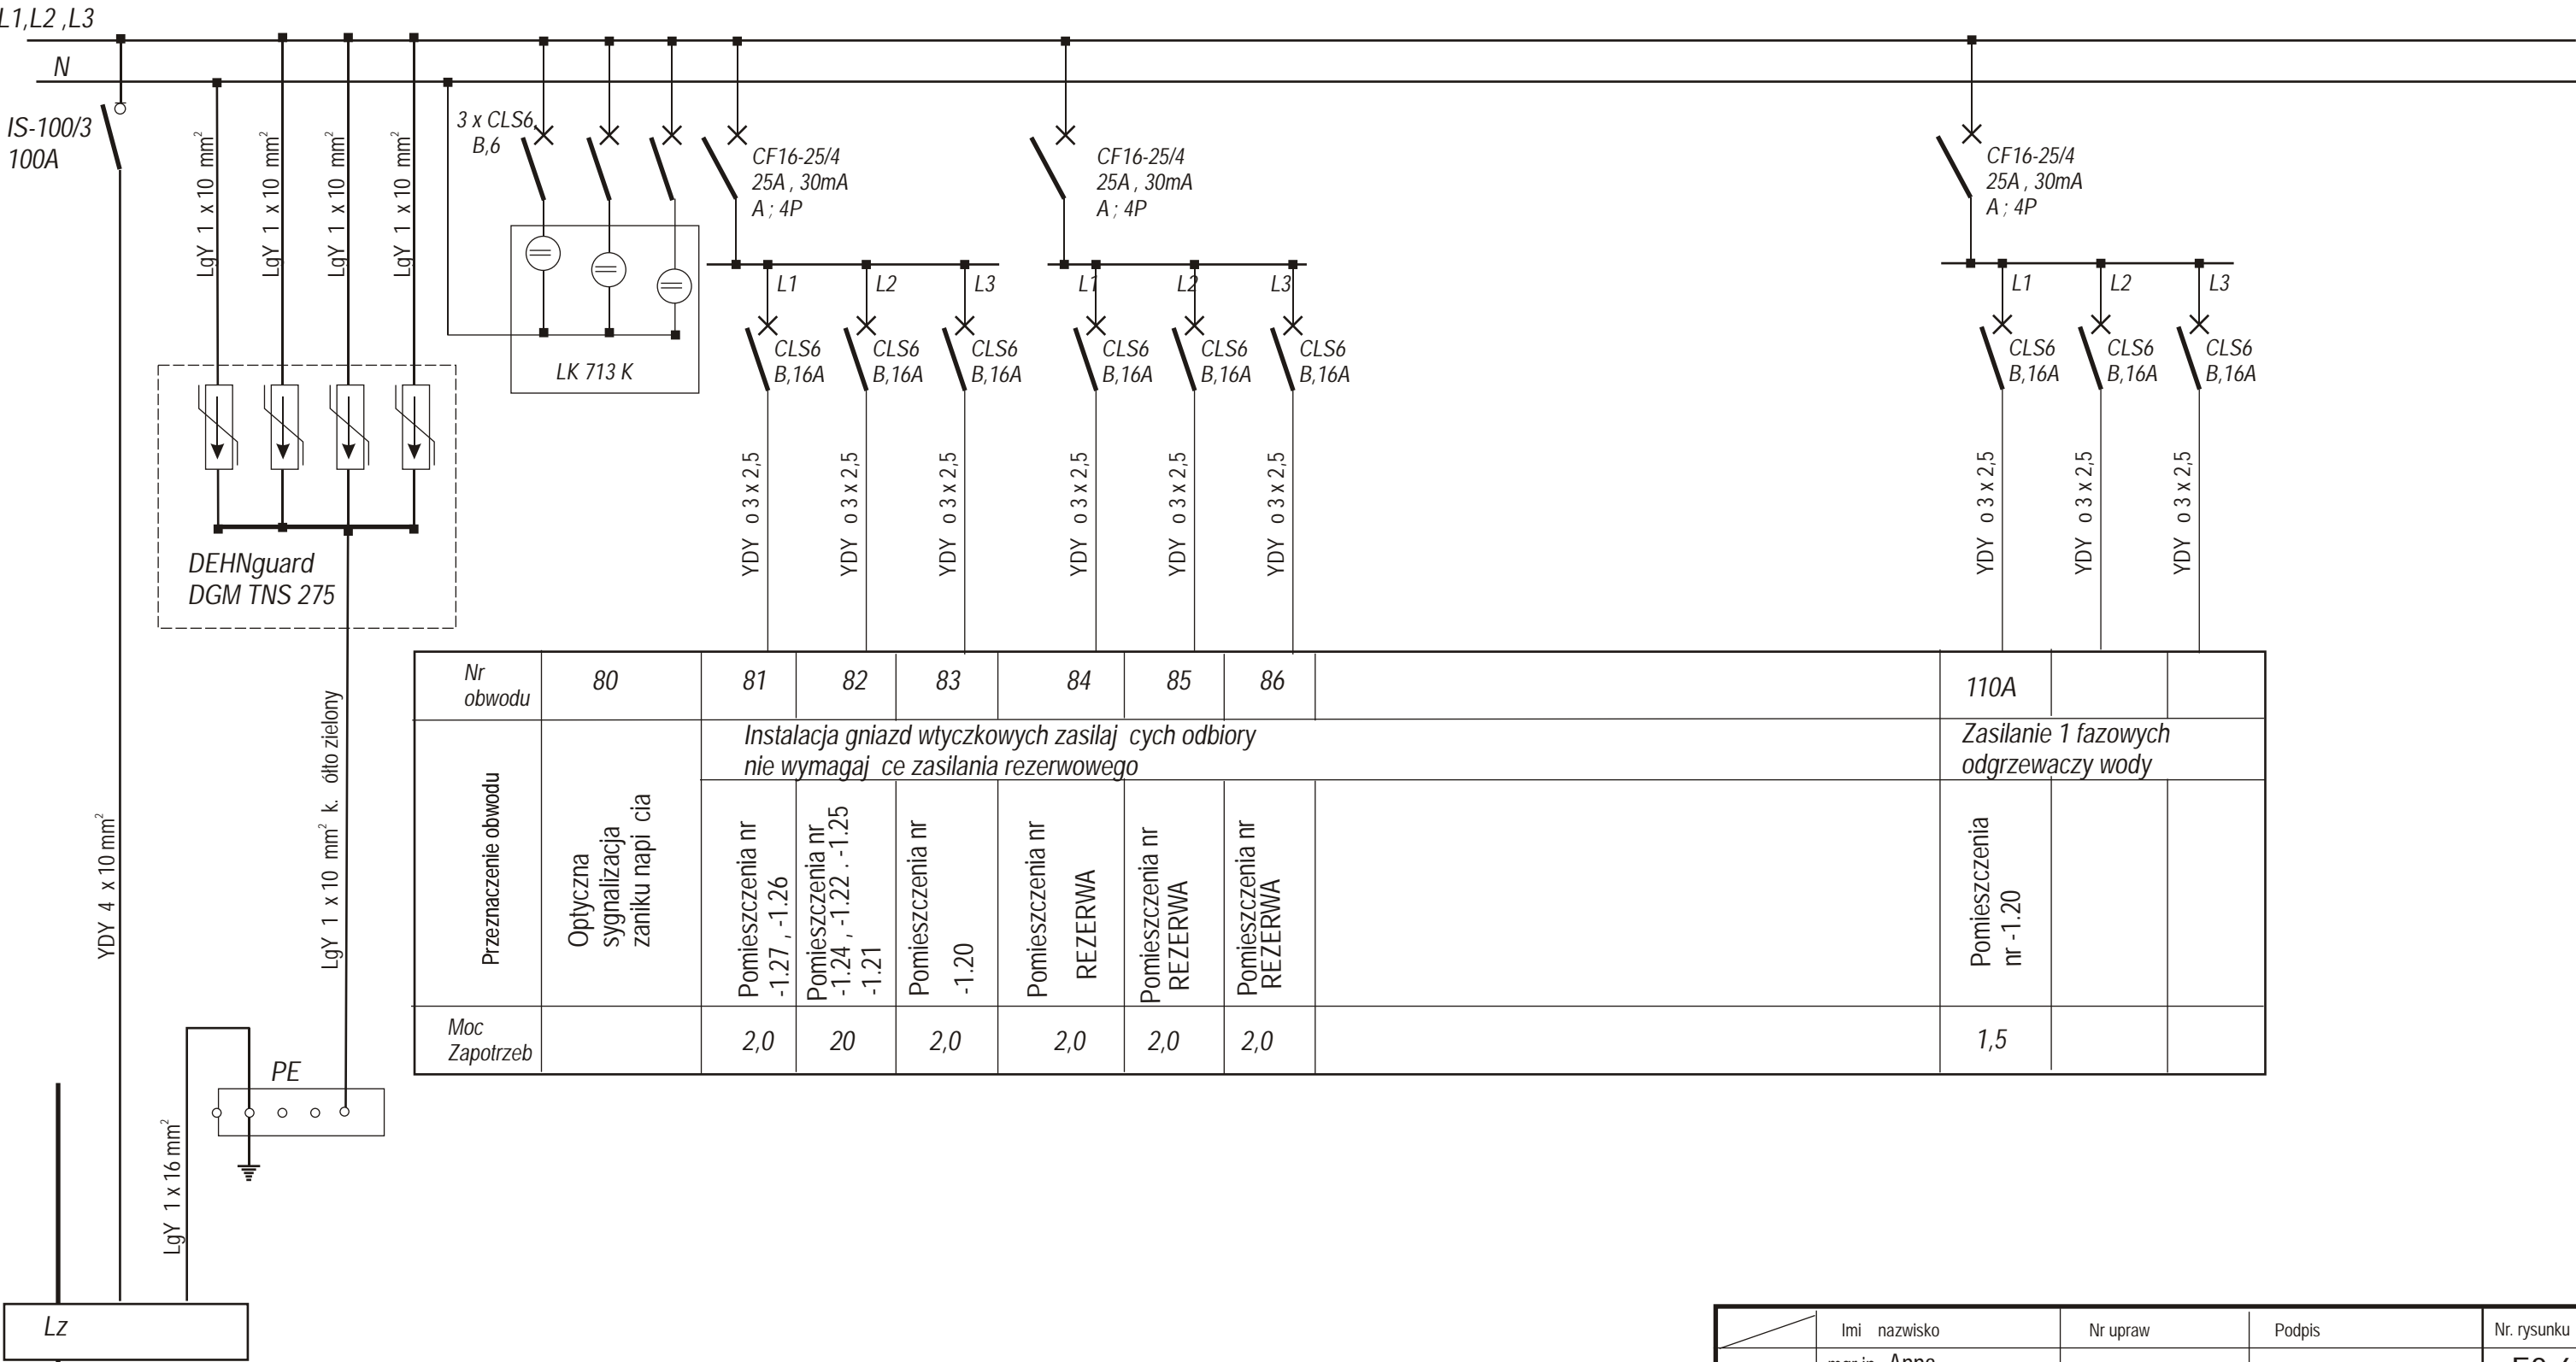 L1,L2 ,L3
N
IS-100/3
100A
LgY 1 x 10 mm²
LgY 1 x 10 mm²
LgY 1 x 10 mm²
LgY 1 x 10 mm²
3 x CLS6,
B,6
CF16-25/4
25A , 30mA
A ; 4P
CF16-25/4
25A , 30mA
A ; 4P
CF16-25/4
25A , 30mA
A ; 4P
L1
L2
L3
L1
L2
L3
L1
L2
L3
LK 713 K
CLS6
B,16A
CLS6
B,16A
CLS6
B,16A
CLS6
B,16A
CLS6
B,16A
CLS6
B,16A
CLS6
B,16A
CLS6
B,16A
CLS6
B,16A
YDY o 3 x 2,5
YDY o 3 x 2,5
YDY o 3 x 2,5
YDY o 3 x 2,5
YDY o 3 x 2,5
YDY o 3 x 2,5
YDY o 3 x 2,5
YDY o 3 x 2,5
YDY o 3 x 2,5
DEHNguard
DGM TNS 275
Nr
obwodu
80
81
82
83
84
85
86
110A
Przeznaczenie obwodu
Optyczna
sygnalizacja
zaniku napi cia
Instalacja gniazd wtyczkowych zasilaj cych odbiory
nie wymagaj ce zasilania rezerwowego
Zasilanie 1 fazowych
odgrzewaczy wody
Pomieszczenia nr
-1.27 , -1.26
Pomieszczenia nr
-1.24 , -1.22 . -1.25
-1.21
Pomieszczenia nr
-1.20
Pomieszczenia nr
REZERWA
Pomieszczenia nr
REZERWA
Pomieszczenia nr
REZERWA
Pomieszczenia
nr -1.20
Moc
Zapotrzeb
2,0
20
2,0
2,0
2,0
2,0
1,5
YDY 4 x 10 mm²
LgY 1 x 10 mm² k. ółto zielony
PE
LgY 1 x 16 mm²
Lz
Imi nazwisko
Nr upraw
Podpis
Nr. rysunku